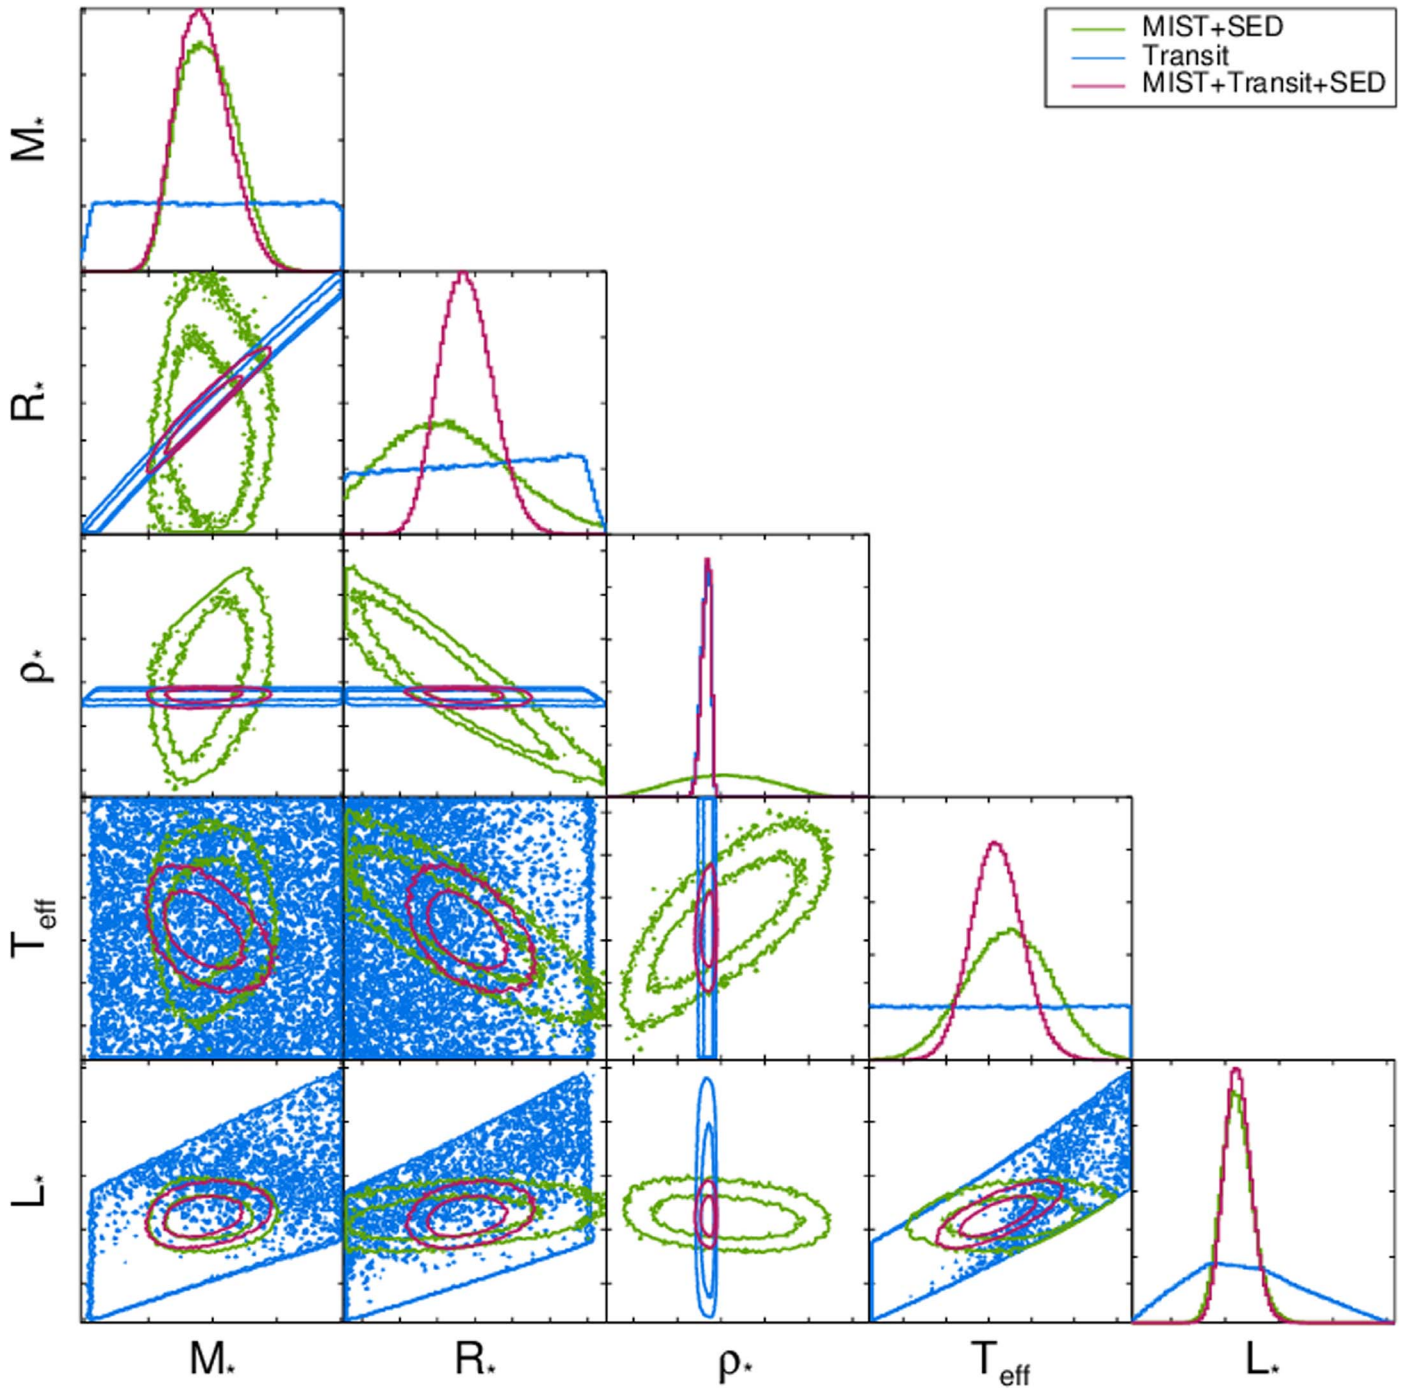 MIST+SED
Transit
MIST+Transit+SED
M*
R*
ρ*
Teff
L*
M* R* ρ* Teff L*